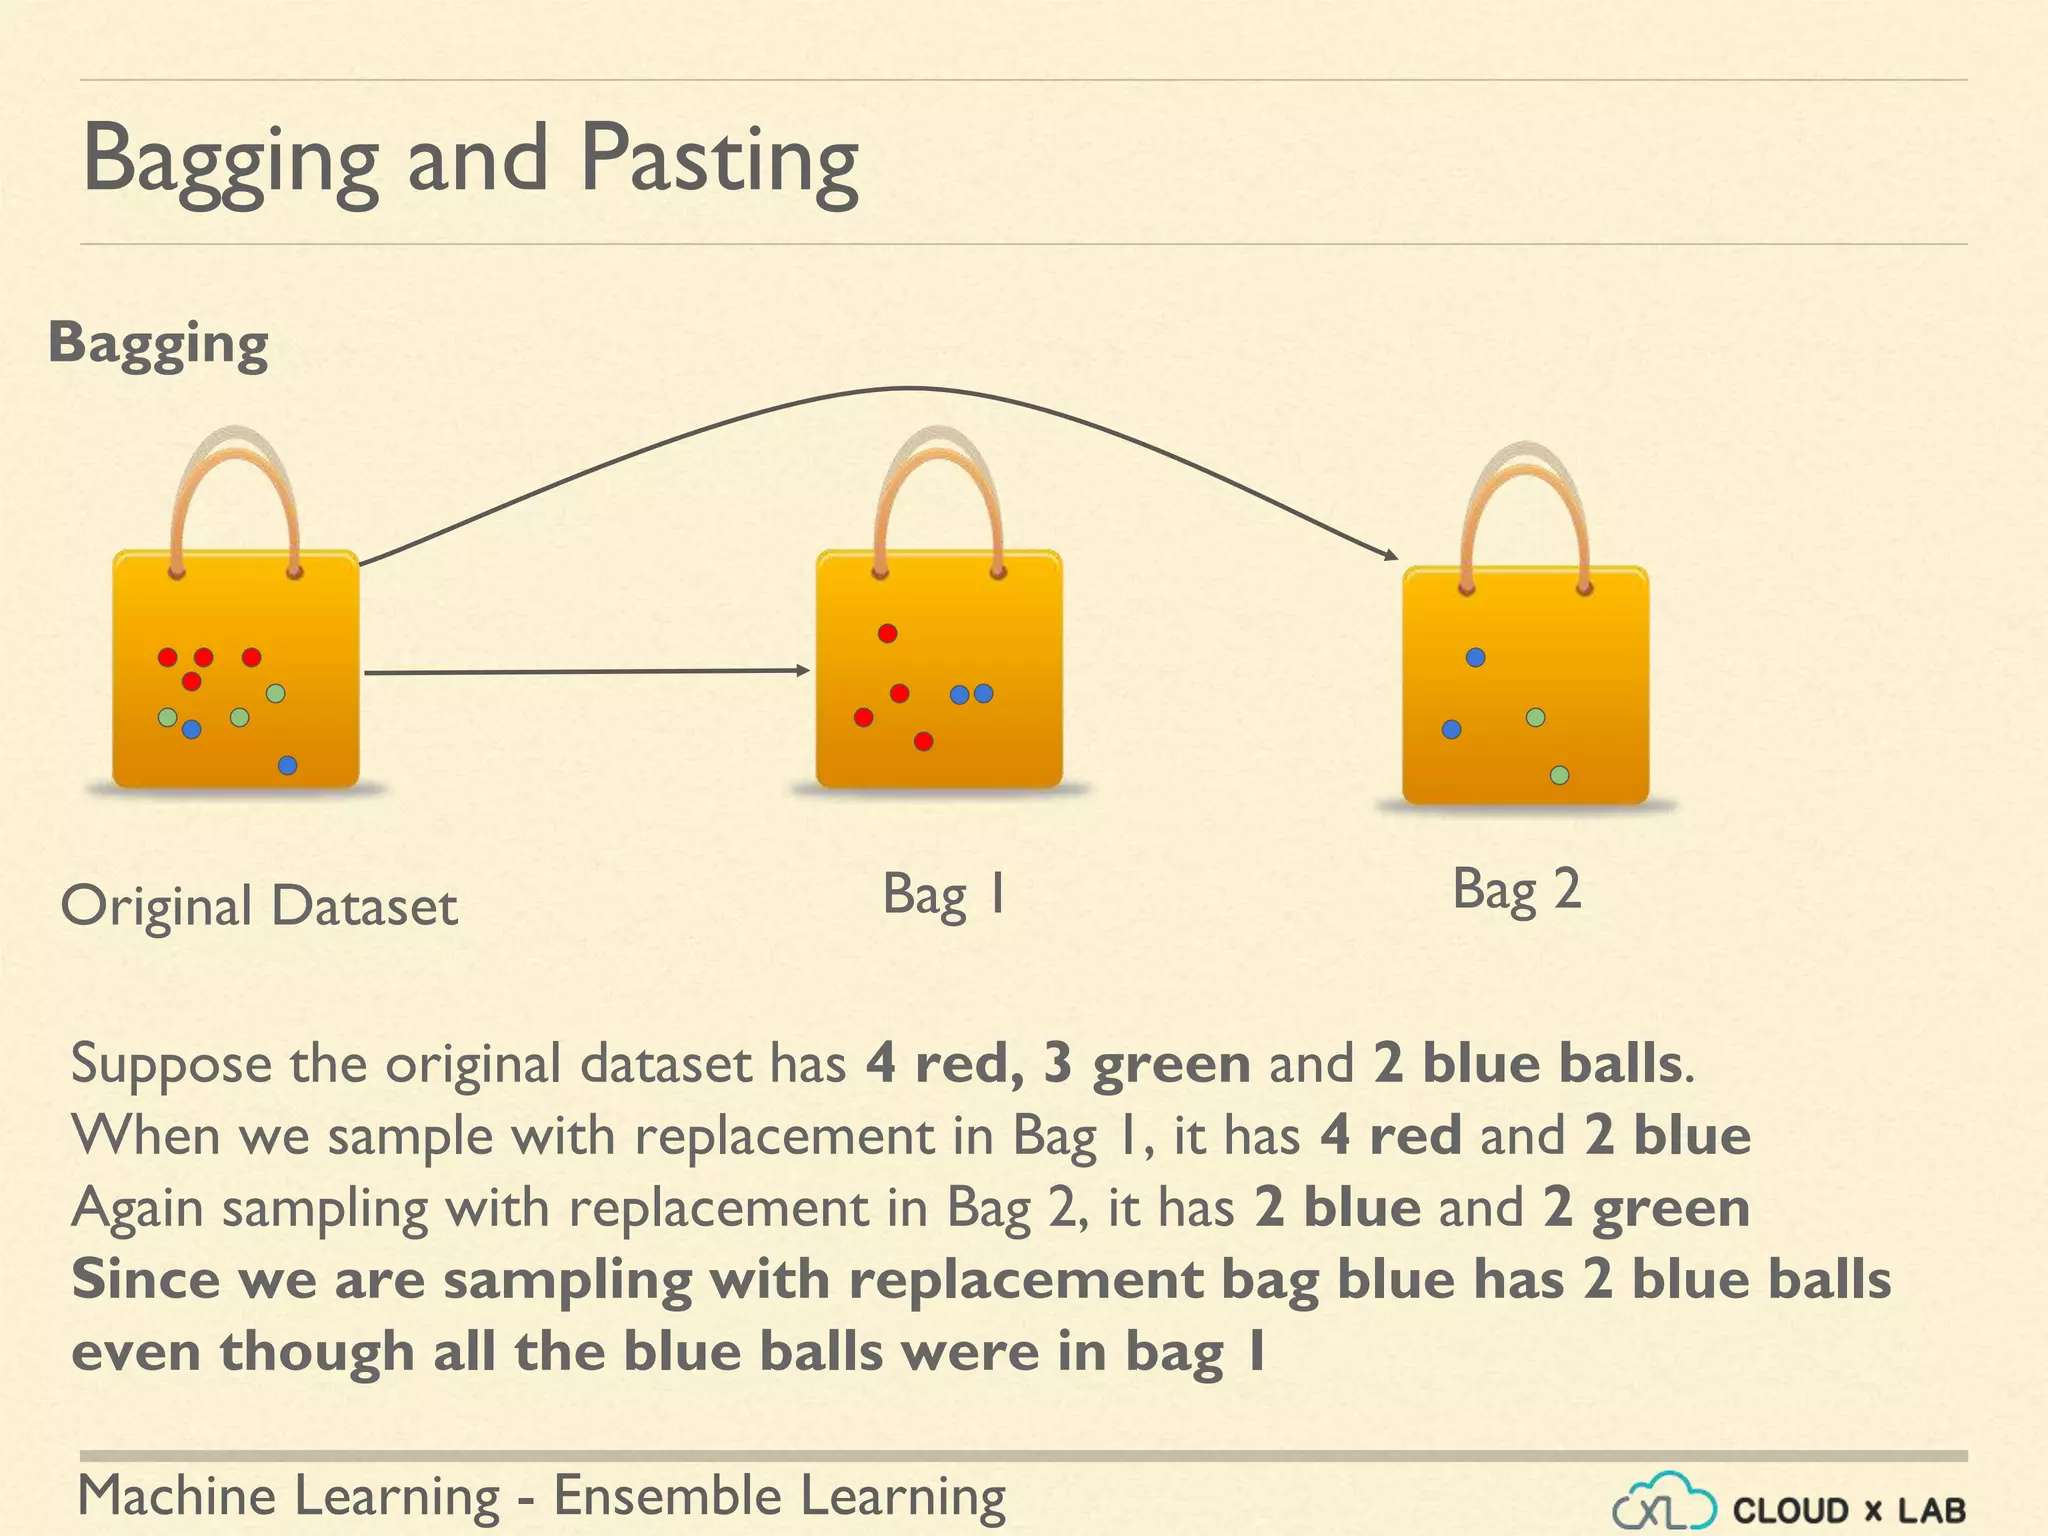 Bagging and Pasting
Bagging
Original Dataset
Bag 1
Bag 2
Suppose the original dataset has 4 red, 3 green and 2 blue balls.
When we sample with replacement in Bag 1, it has 4 red and 2 blue
Again sampling with replacement in Bag 2, it has 2 blue and 2 green
Since we are sampling with replacement bag blue has 2 blue balls
even though all the blue balls were in bag 1
Machine Learning - Ensemble Learning
CXL CLOUD x LAB